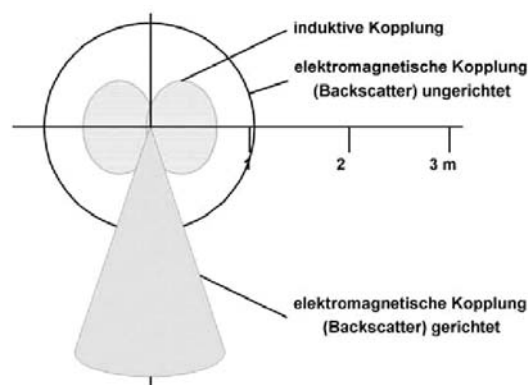 induktive Kopplung
elektromagnetische Kopplung
(Backscatter) ungerichtet
1 2 3 m
elektromagnetische Kopplung
(Backscatter) gerichtet